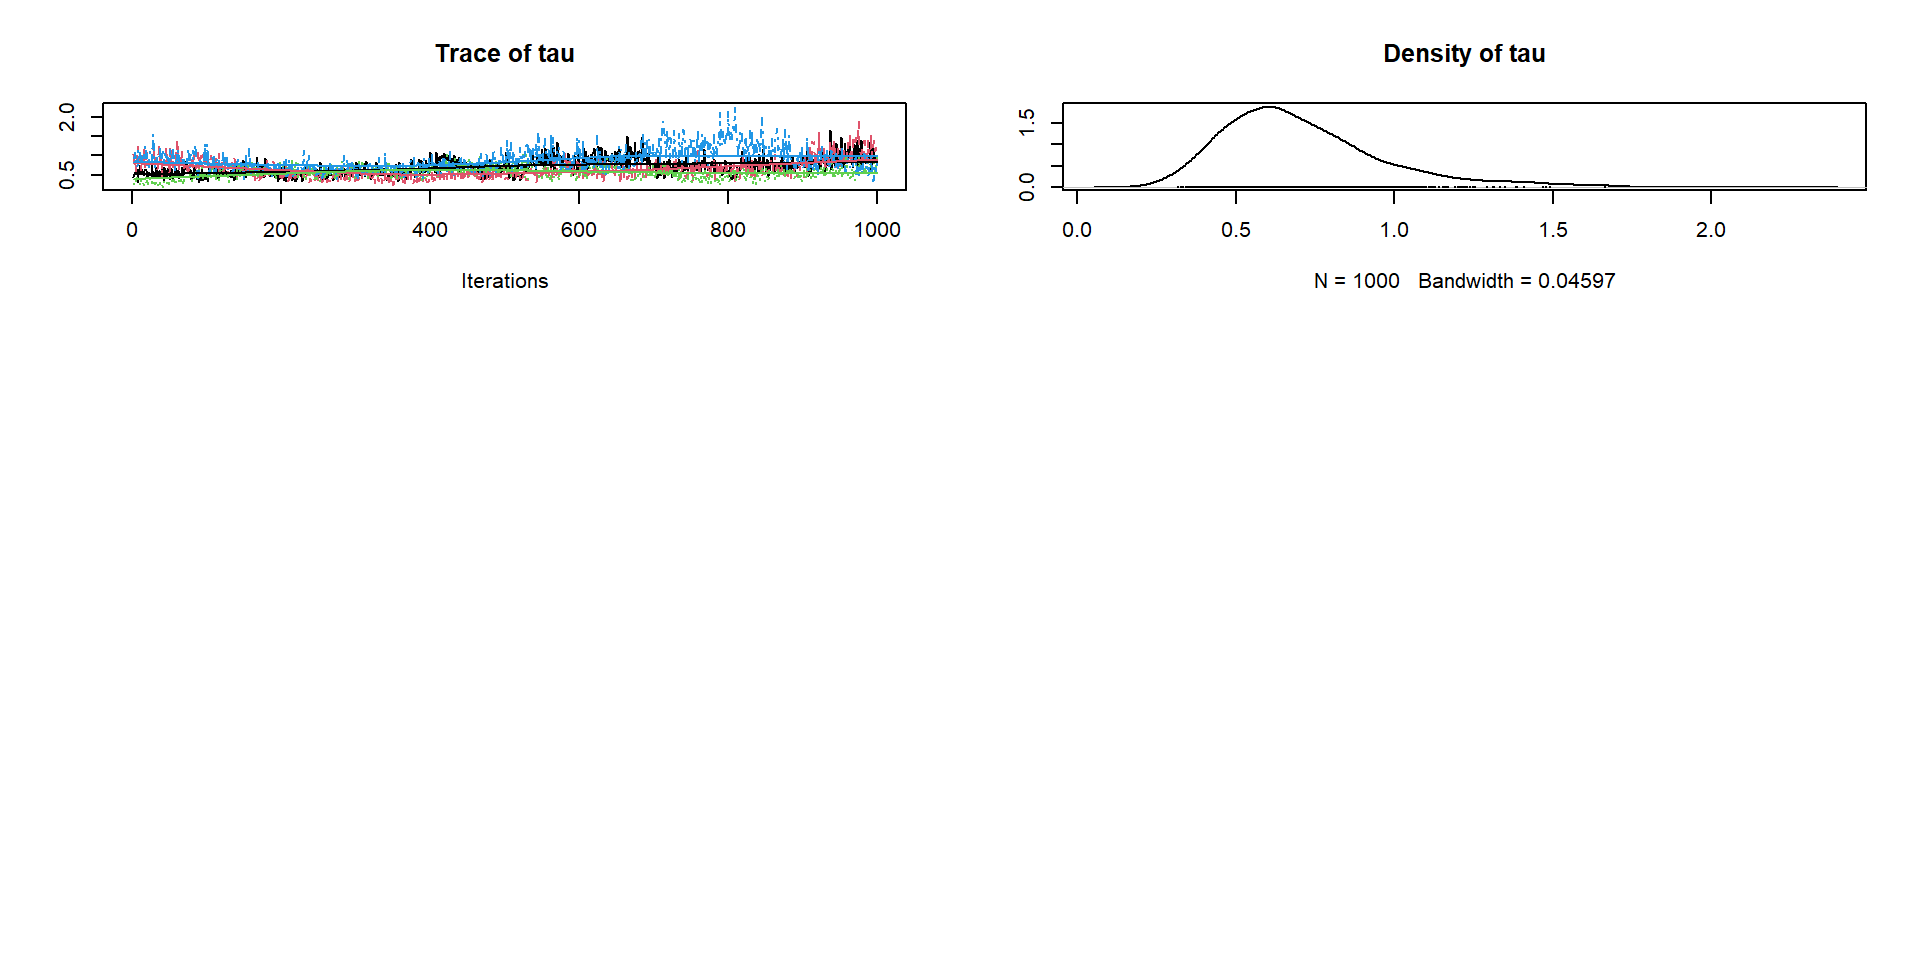 Trace of tau
2.0
0.5
0 200 400 600 800 1000
Iterations
Density of tau
1.5
0.0
0.0 0.5 1.0 1.5 2.0
N = 1000 Bandwidth = 0.04597